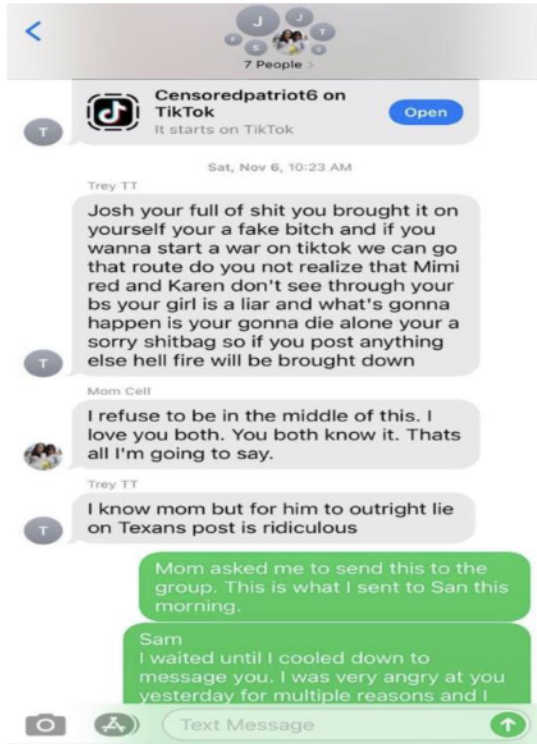 J
J
T
F
S
S
7 People >
Censoredpatriot6 on
TikTok
It starts on TikTok
Open
T
Sat, Nov 6, 10:23 AM
Trey TT
Josh your full of shit you brought it on
yourself your a fake bitch and if you
wanna start a war on tiktok we can go
that route do you not realize that Mimi
red and Karen don't see through your
bs your girl is a liar and what's gonna
happen is your gonna die alone your a
sorry shitbag so if you post anything
else hell fire will be brought down
T
Mom Cell
I refuse to be in the middle of this. I
love you both. You both know it. Thats
all I'm going to say.
Trey TT
I know mom but for him to outright lie
on Texans post is ridiculous
T
Mom asked me to send this to the
group. This is what I sent to San this
morning.
Sam
I waited until I cooled down to
message you. I was very angry at you
yesterday for multiple reasons and I
Text Message